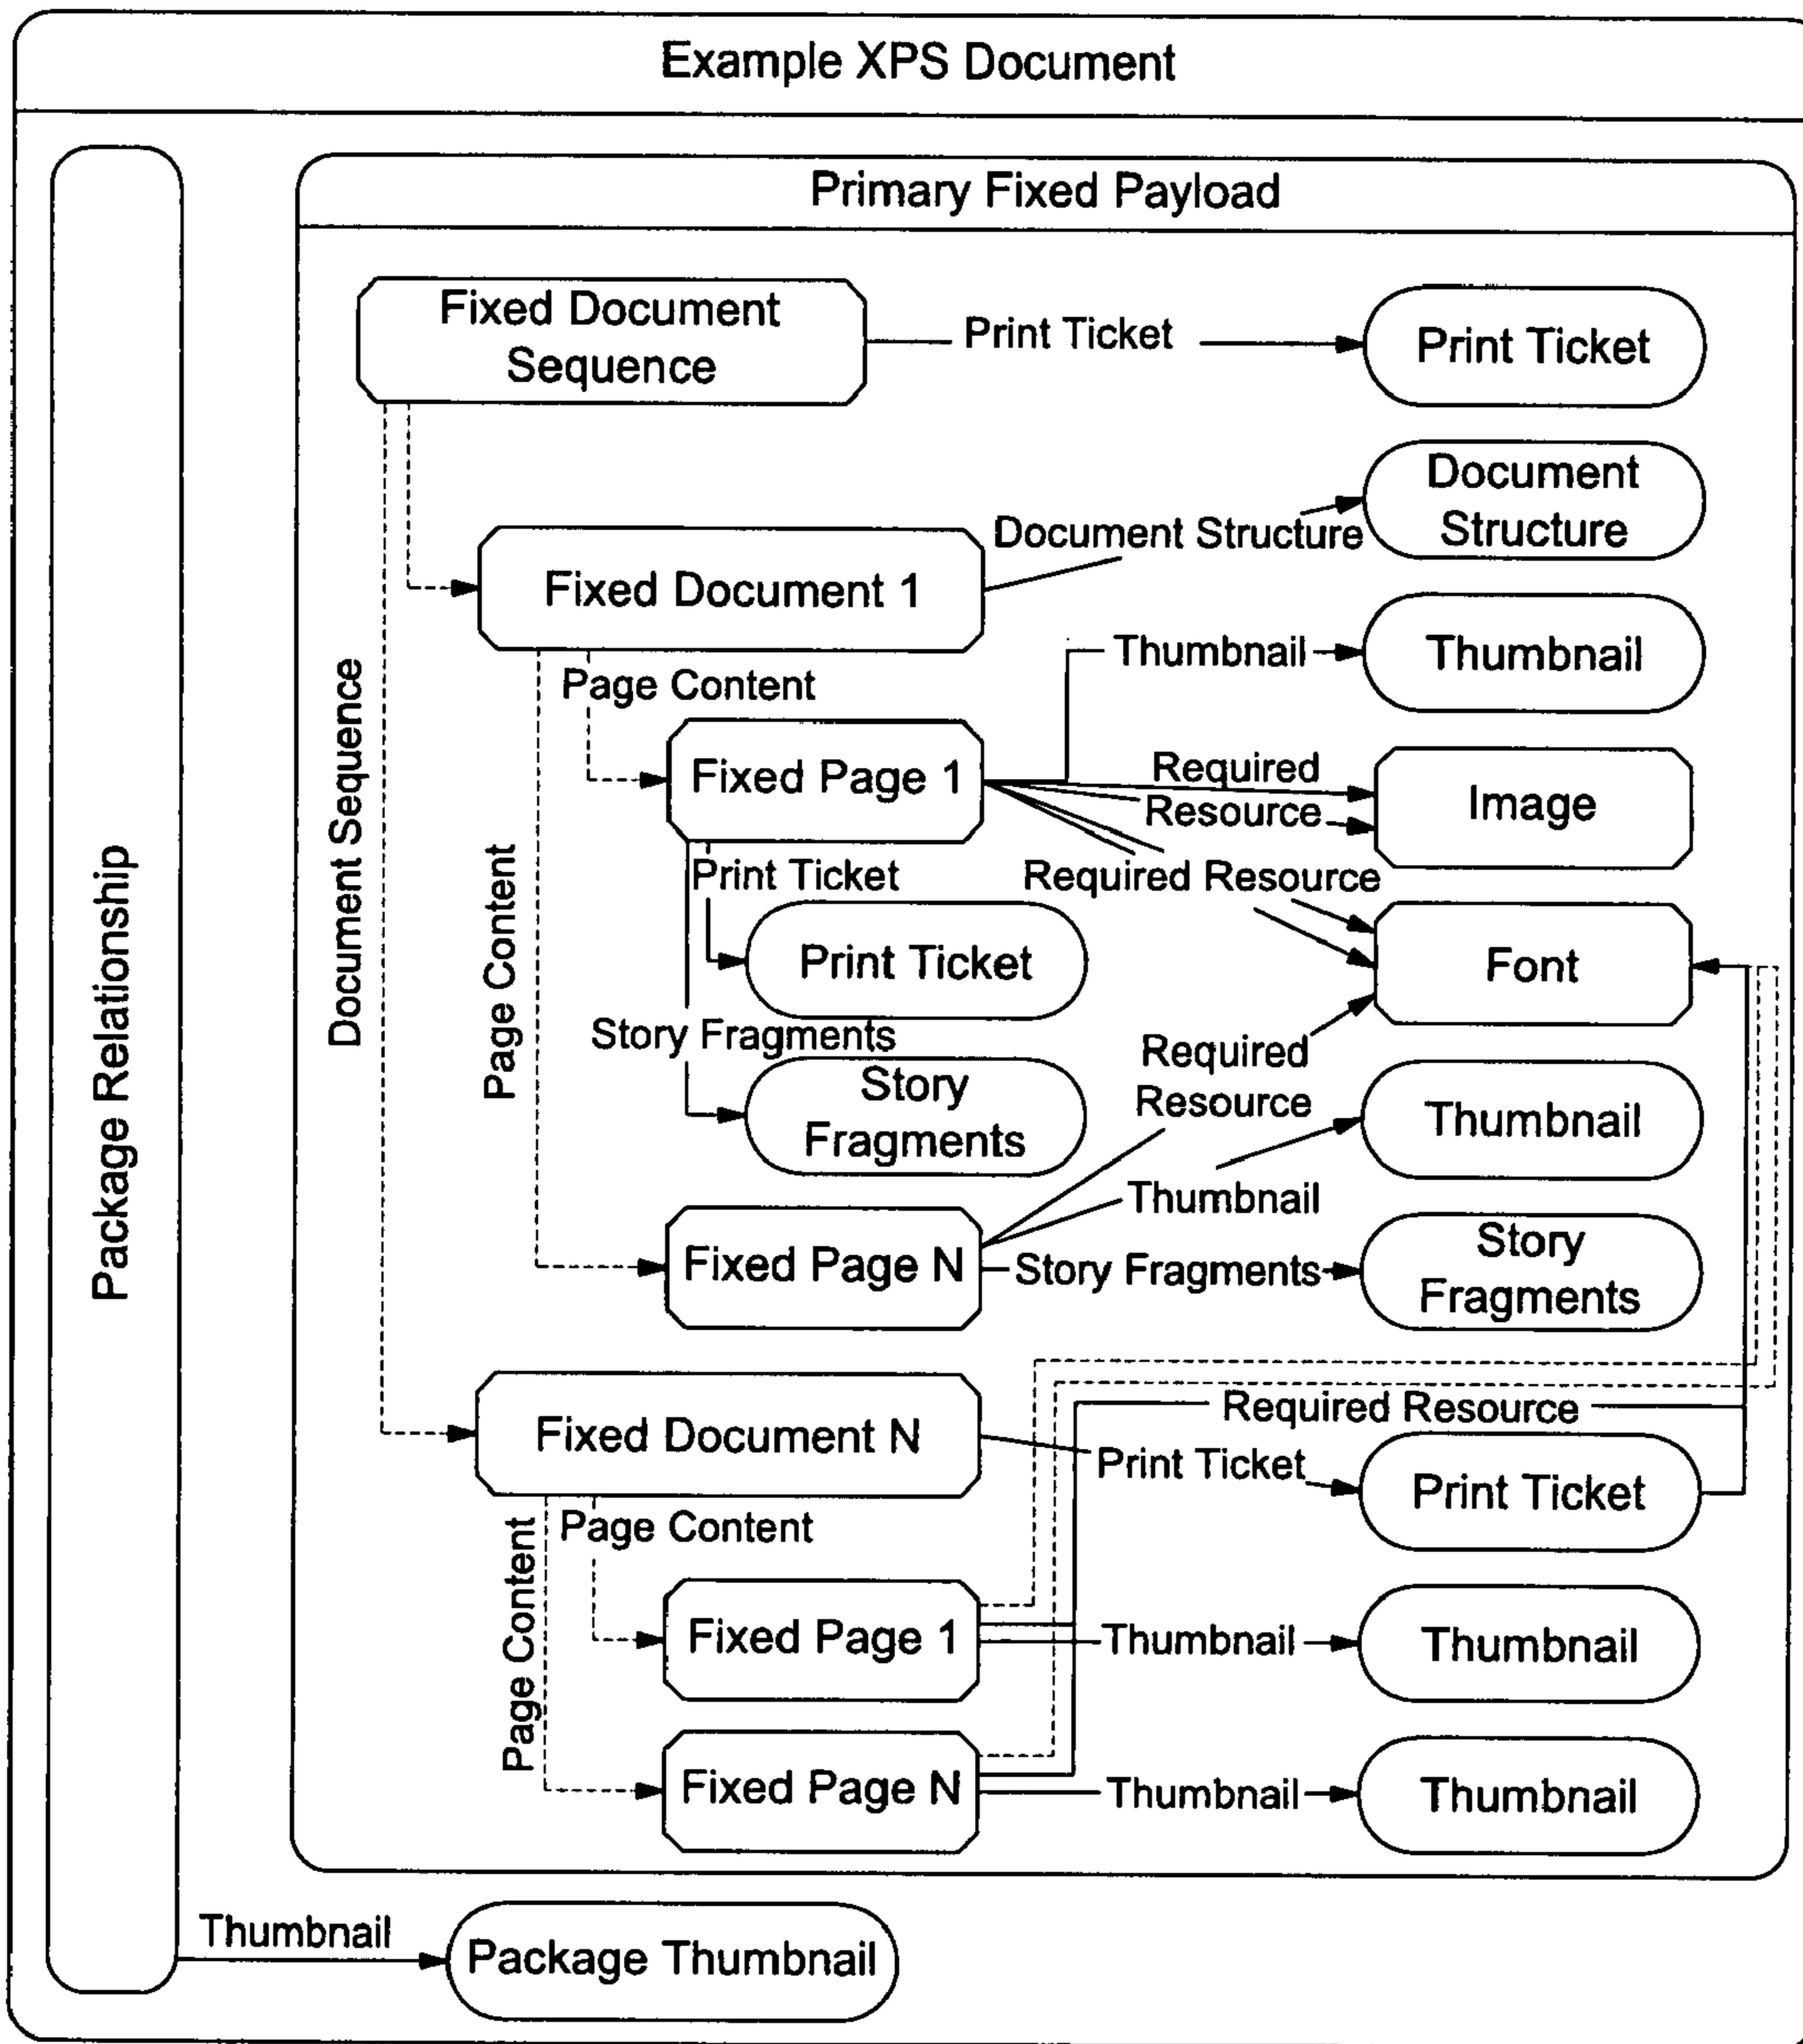 Example XPS Document
Primary Fixed Payload
Package Relationship
Fixed Document
Sequence
Print Ticket
Print Ticket
Document Sequence
Document
Structure
Document Structure
Fixed Document 1
Thumbnail
Thumbnail
Page Content
Page Content
Fixed Page 1
Required
Resource
Image
Print Ticket
Required Resource
Print Ticket
Font
Story Fragments
Story
Fragments
Required
Resource
Thumbnail
Thumbnail
Fixed Page N
Story Fragments
Story
Fragments
Required Resource
Fixed Document N
Print Ticket
Print Ticket
Page Content
Page Content
Fixed Page 1
Thumbnail
Thumbnail
Fixed Page N
Thumbnail
Thumbnail
Thumbnail
Package Thumbnail